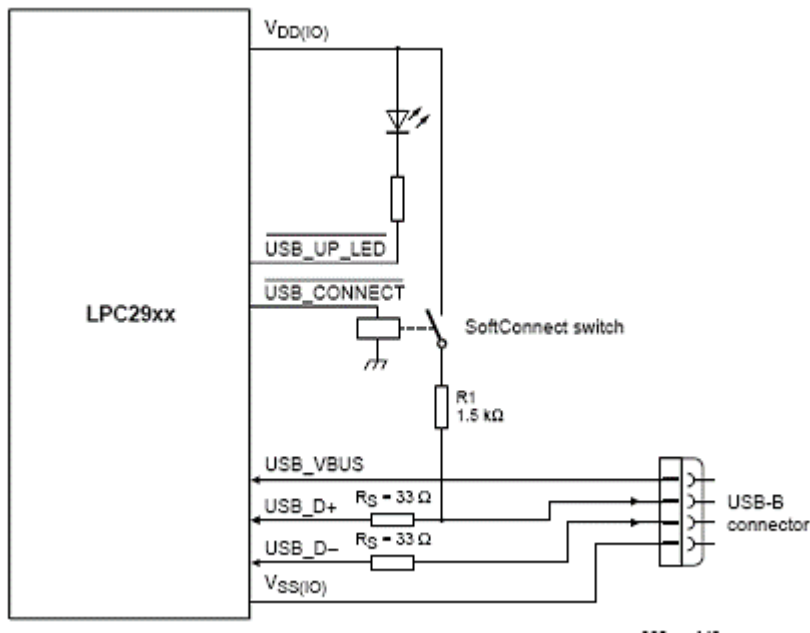 VDD(IO)
USB_UP_LED
USB_CONNECT
LPC29xx
SoftConnect switch
R1
1.5 kΩ
USB_VBUS
USB_D+
RS = 33 Ω
USB-B
connector
RS = 33 Ω
USB_D−
VSS(IO)